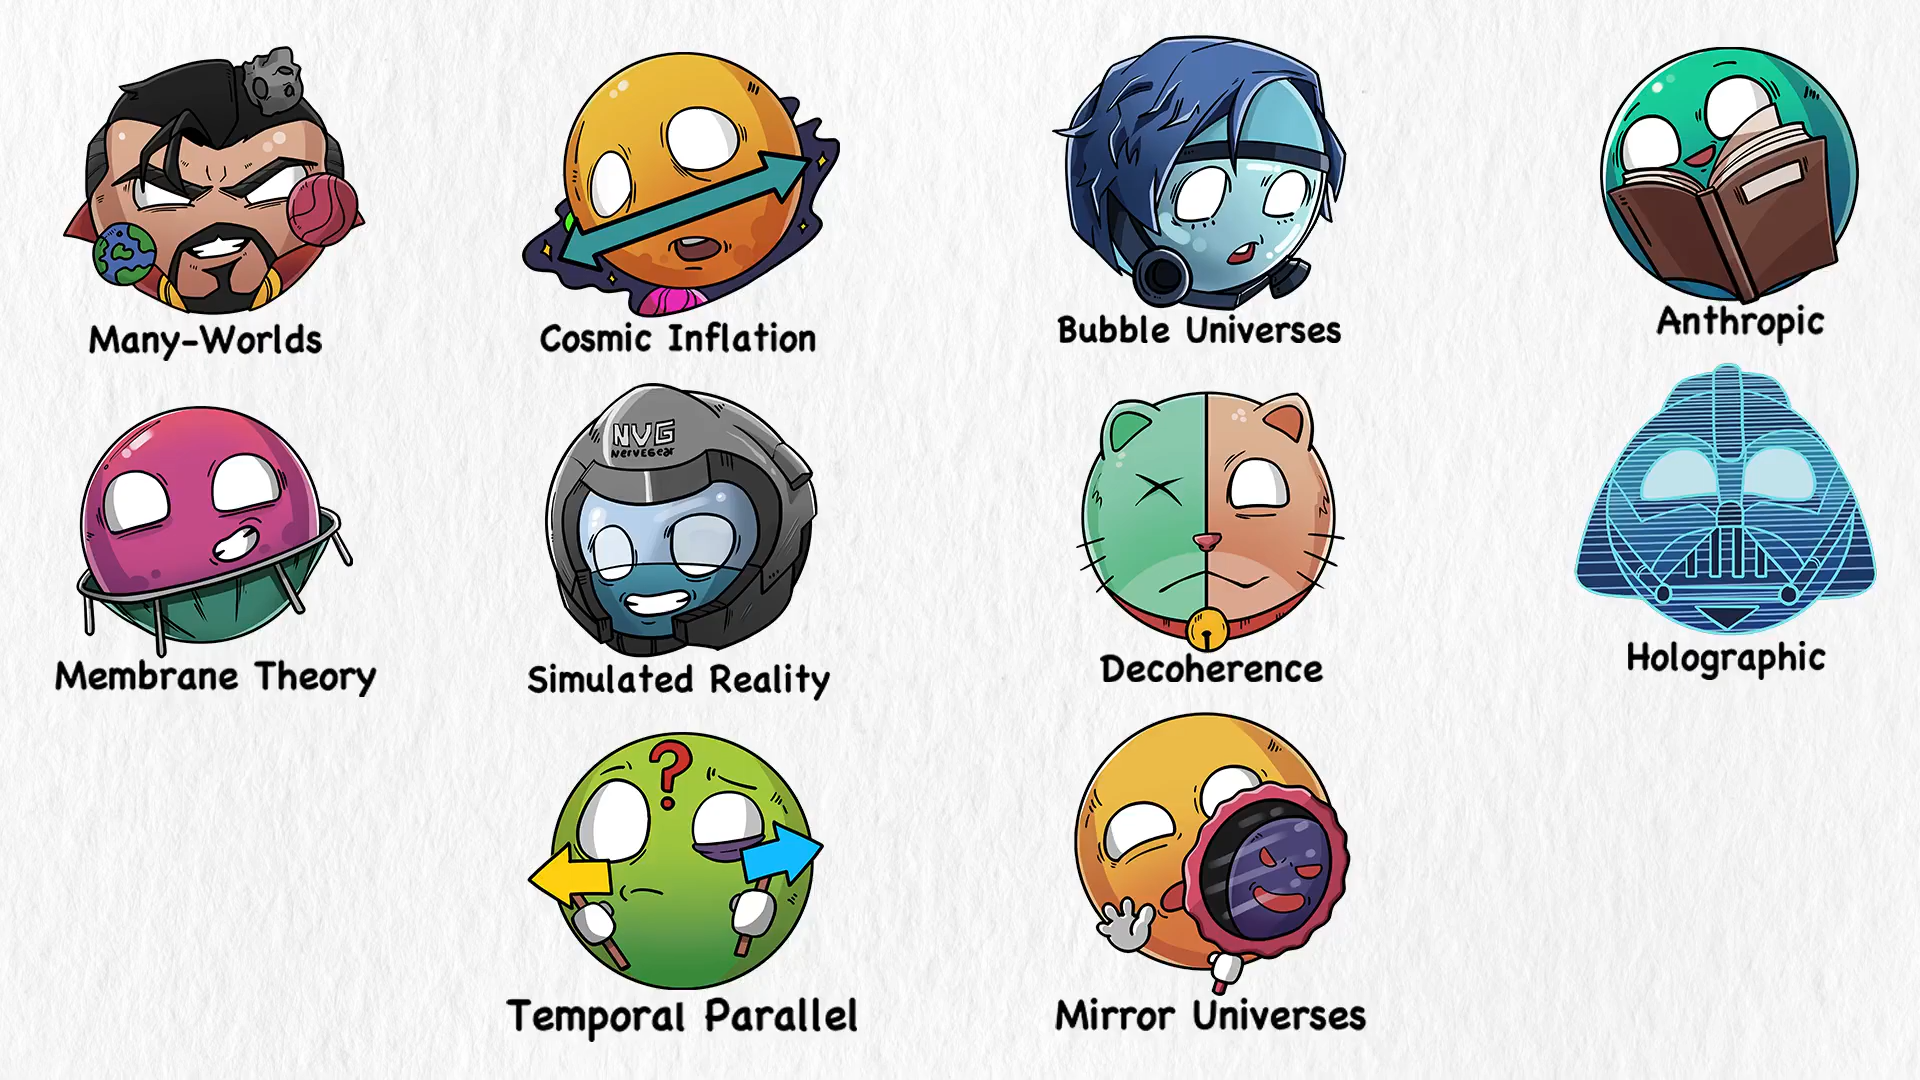 Many-Worlds
Cosmic Inflation
Bubble Universes
Anthropic
NVG
NerVEGear
Membrane Theory
Simulated Reality
Decoherence
Holographic
?
Temporal Parallel
Mirror Universes